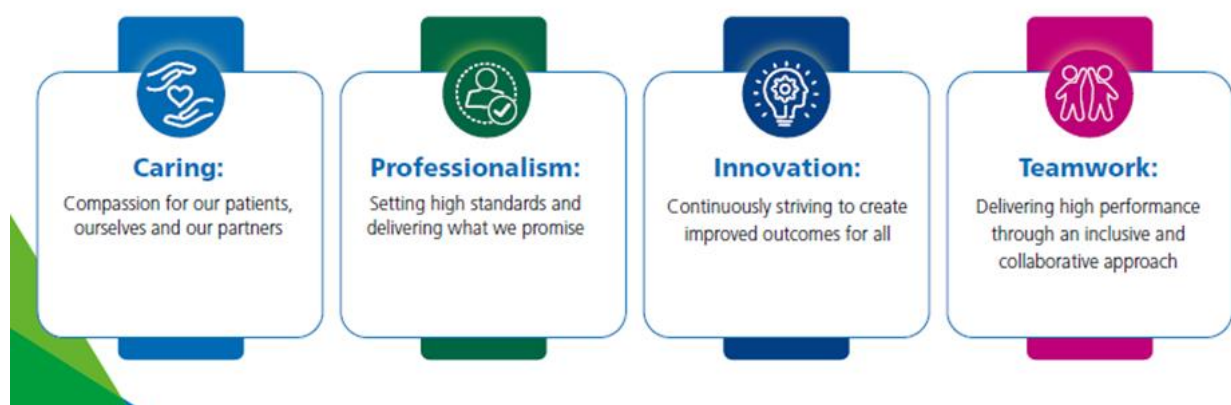 Caring:
Compassion for our patients,
ourselves and our partners
Professionalism:
Setting high standards and
delivering what we promise
Innovation:
Continuously striving to create
improved outcomes for all
Teamwork:
Delivering high performance
through an inclusive and
collaborative approach